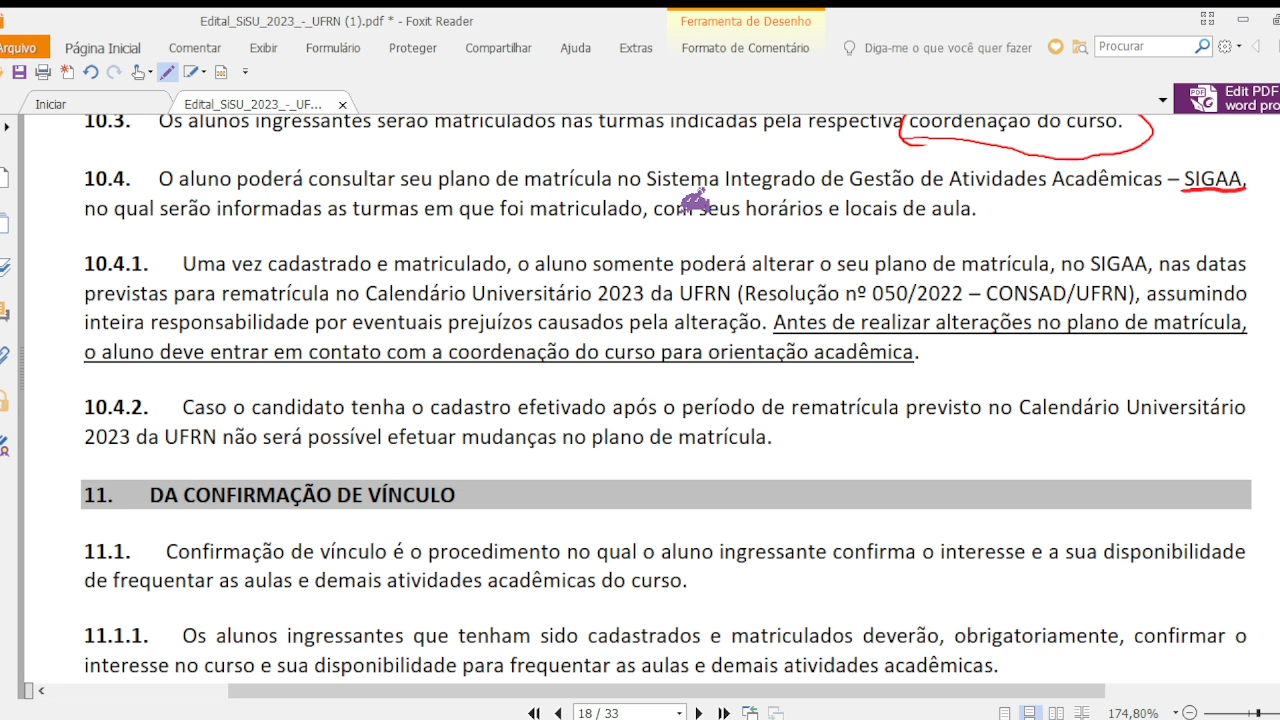 Edital_SiSU_2023_-_UFRN (1).pdf * - Foxit Reader
Ferramenta de Desenho
Arquivo Página Inicial Comentar Exibir Formulário Proteger Compartilhar Ajuda Extras Formato de Comentário Diga-me o que você quer fazer Procurar
Iniciar
Edital_SiSU_2023_-_UF...
Edit PDF
word pro
10.3. Os alunos ingressantes serão matriculados nas turmas indicadas pela respectiva coordenação do curso.
10.4. O aluno poderá consultar seu plano de matrícula no Sistema Integrado de Gestão de Atividades Acadêmicas – SIGAA,
no qual serão informadas as turmas em que foi matriculado, com seus horários e locais de aula.
10.4.1. Uma vez cadastrado e matriculado, o aluno somente poderá alterar o seu plano de matrícula, no SIGAA, nas datas
previstas para rematrícula no Calendário Universitário 2023 da UFRN (Resolução nº 050/2022 – CONSAD/UFRN), assumindo
inteira responsabilidade por eventuais prejuízos causados pela alteração. Antes de realizar alterações no plano de matrícula,
o aluno deve entrar em contato com a coordenação do curso para orientação acadêmica.
10.4.2. Caso o candidato tenha o cadastro efetivado após o período de rematrícula previsto no Calendário Universitário
2023 da UFRN não será possível efetuar mudanças no plano de matrícula.
11. DA CONFIRMAÇÃO DE VÍNCULO
11.1. Confirmação de vínculo é o procedimento no qual o aluno ingressante confirma o interesse e a sua disponibilidade
de frequentar as aulas e demais atividades acadêmicas do curso.
11.1.1. Os alunos ingressantes que tenham sido cadastrados e matriculados deverão, obrigatoriamente, confirmar o
interesse no curso e sua disponibilidade para frequentar as aulas e demais atividades acadêmicas.
18 / 33
174,80%